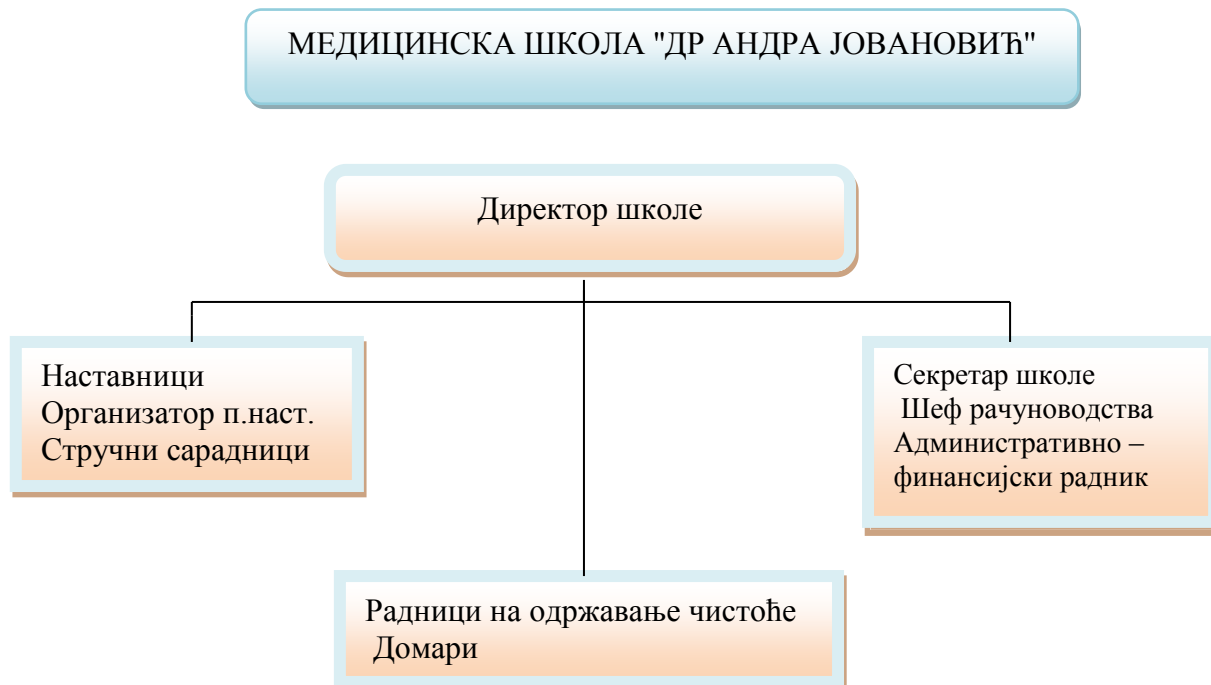 МЕДИЦИНСКА ШКОЛА "ДР АНДРА ЈОВАНОВИЋ"
Директор школе
Наставници
Организатор п.наст.
Стручни сарадници
Секретар школе
Шеф рачуноводства
Административно –
финансијски радник
Радници на одржавање чистоће
Домари